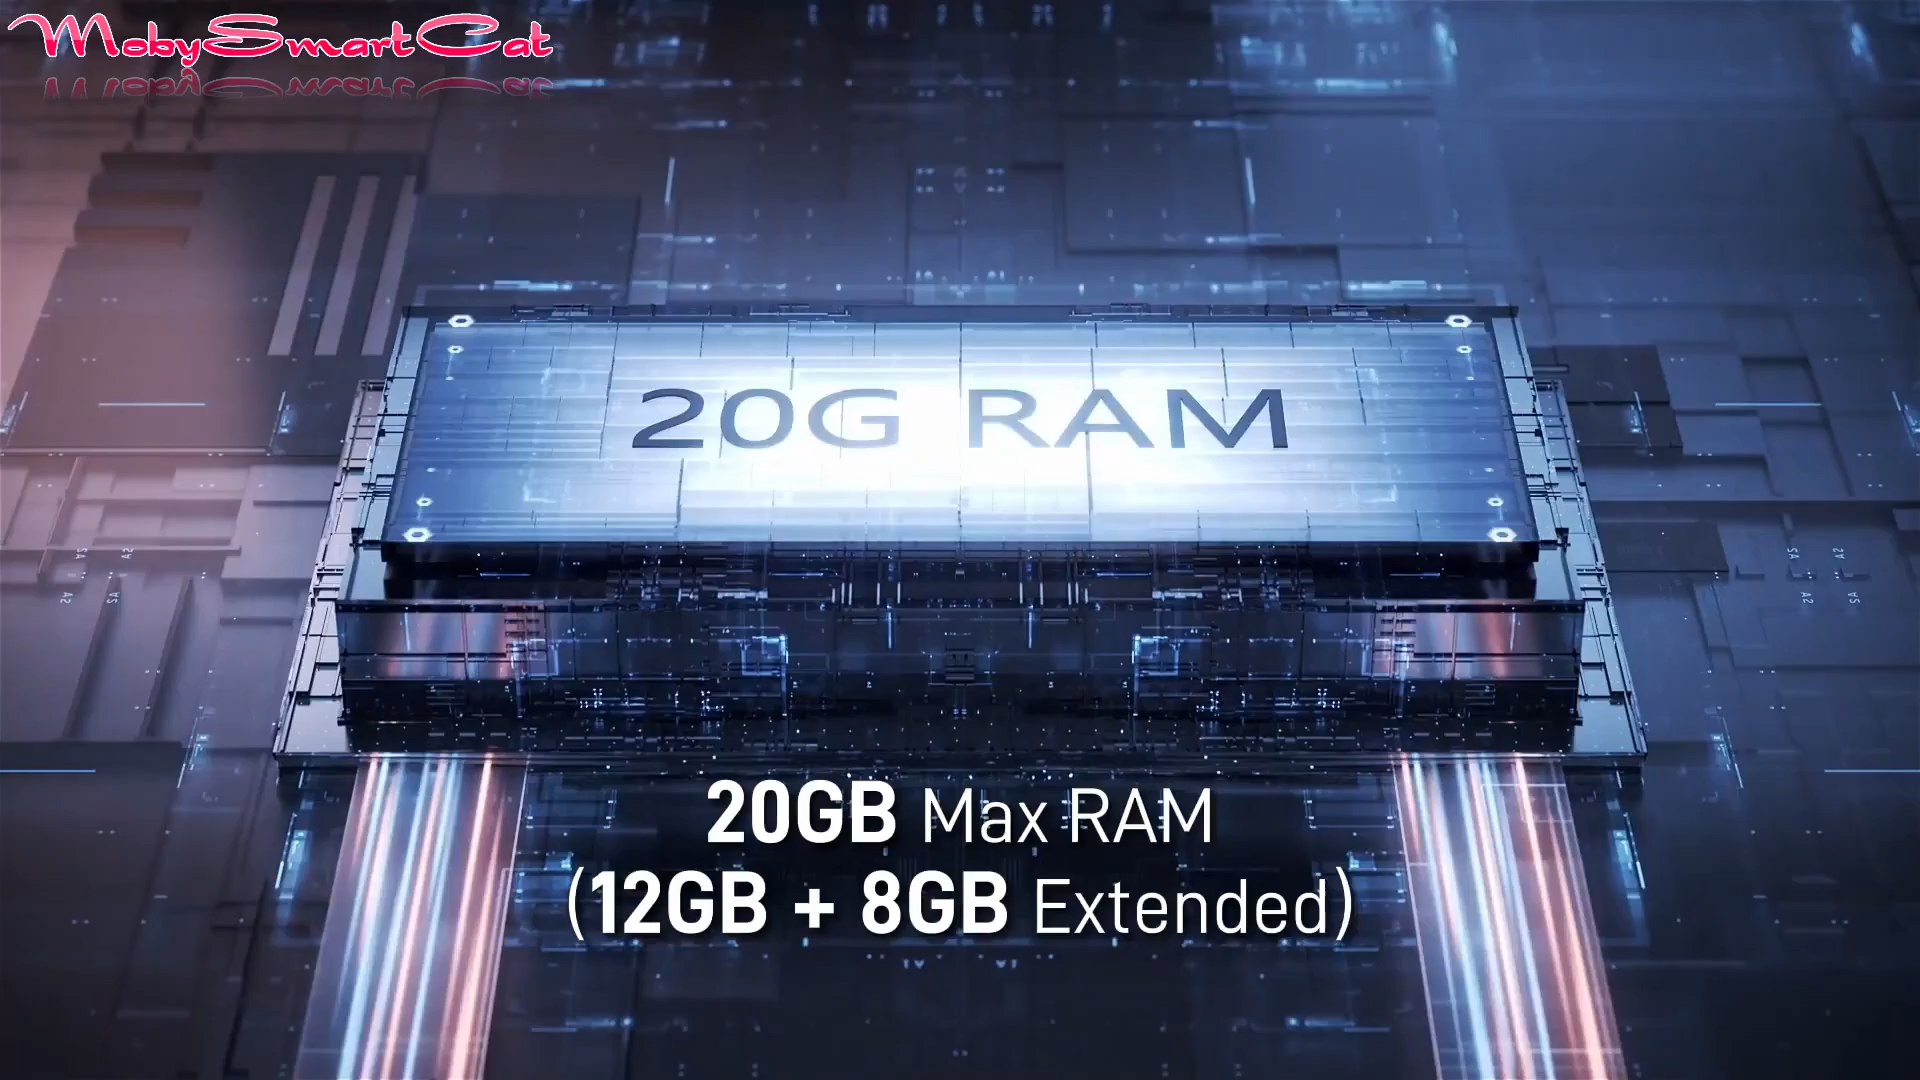 MobySmartCat
20G RAM
20GB Max RAM
(12GB + 8GB Extended)